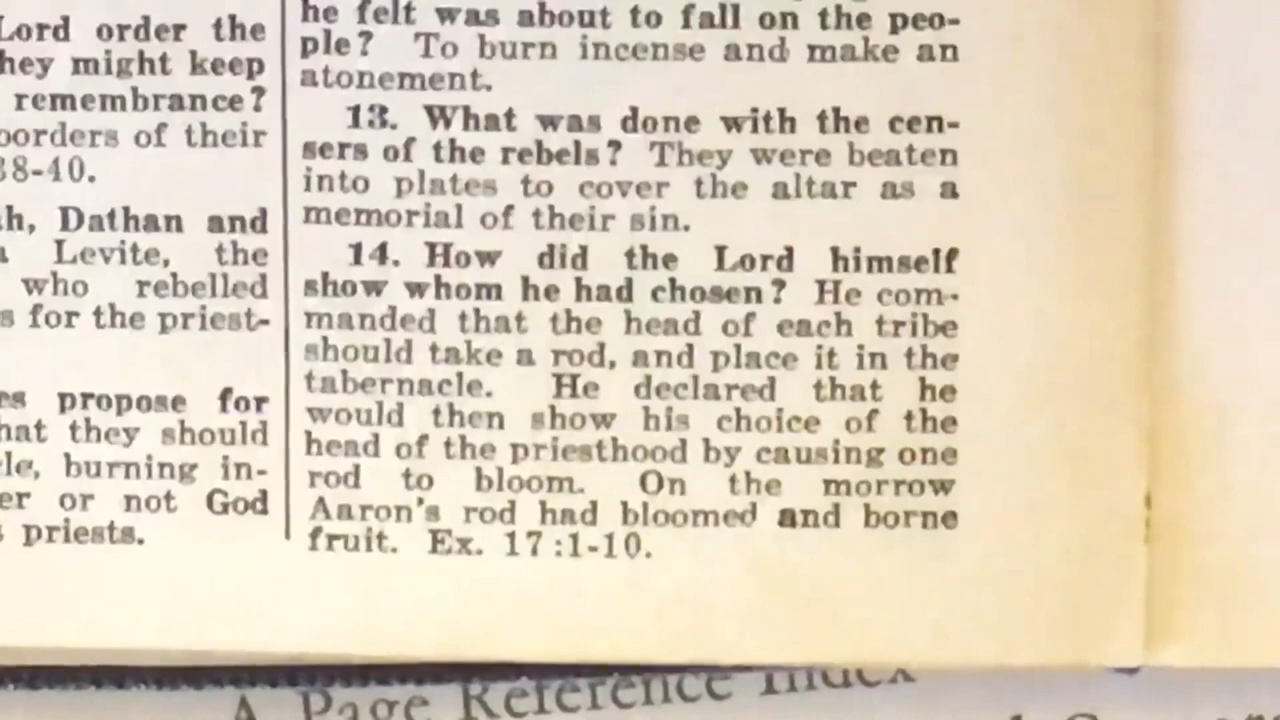 Lord order the
hey might keep
remembrance?
borders of their
38-40.
h, Dathan and
Levite, the
who rebelled
s for the priest-
es propose for
hat they should
le, burning in-
er or not God
s priests.
he felt was about to fall on the peo-
ple? To burn incense and make an
atonement.
13. What was done with the cen-
sers of the rebels? They were beaten
into plates to cover the altar as a
memorial of their sin.
14. How did the Lord himself
show whom he had chosen? He com-
manded that the head of each tribe
should take a rod, and place it in the
tabernacle. He declared that he
would then show his choice of the
head of the priesthood by causing one
rod to bloom. On the morrow
Aaron's rod had bloomed and borne
fruit. Ex. 17:1-10.
A Page Reference Index